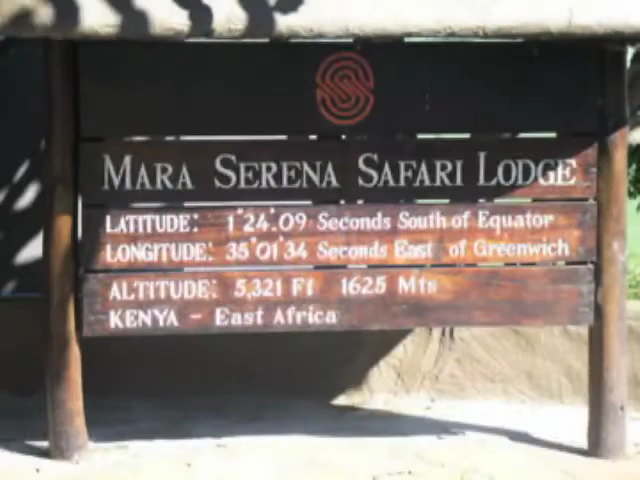 MARA SERENA SAFARI LODGE
LATITUDE: 1°24'.09 Seconds South of Equator
LONGITUDE: 35°01'34 Seconds East of Greenwich
ALTITUDE: 5,321 Ft 1625 Mts
KENYA - East Africa